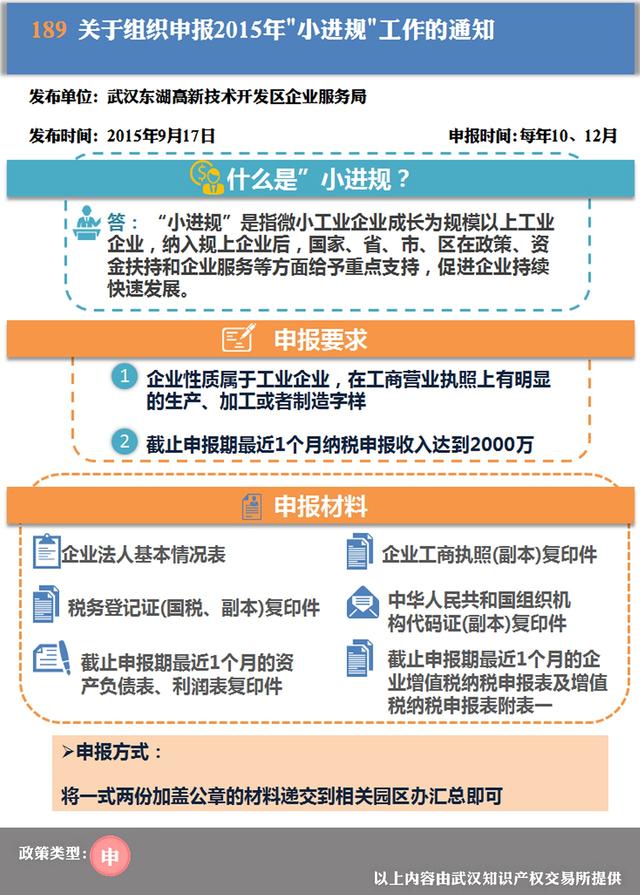 189 关于组织申报2015年"小进规"工作的通知
发布单位：武汉东湖高新技术开发区企业服务局
发布时间：2015年9月17日
申报时间:每年10、12月
什么是”小进规？
答：“小进规”是指微小工业企业成长为规模以上工业
企业，纳入规上企业后，国家、省、市、区在政策、资
金扶持和企业服务等方面给予重点支持，促进企业持续
快速发展。
申报要求
1 企业性质属于工业企业，在工商营业执照上有明显
的生产、加工或者制造字样
2 截止申报期最近1个月纳税申报收入达到2000万
申报材料
企业法人基本情况表
企业工商执照(副本)复印件
税务登记证(国税、副本)复印件
中华人民共和国组织机
构代码证(副本)复印件
截止申报期最近1个月的资
产负债表、利润表复印件
截止申报期最近1个月的企
业增值税纳税申报表及增值
税纳税申报表附表一
➢申报方式：
将一式两份加盖公章的材料递交到相关园区办汇总即可
政策类型: 申
以上内容由武汉知识产权交易所提供